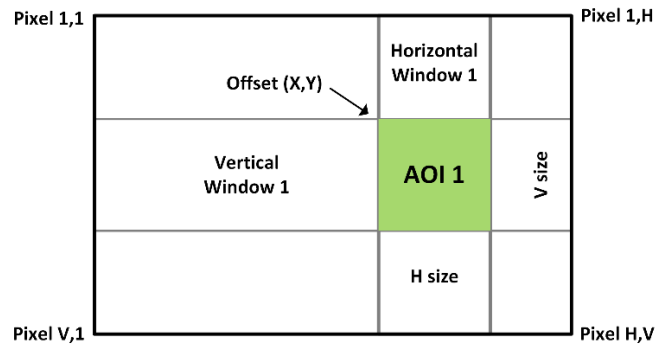 Pixel 1,1
Pixel 1,H
Horizontal
Window 1
Offset (X,Y)
Vertical
Window 1
AOI 1
V size
H size
Pixel V,1
Pixel H,V